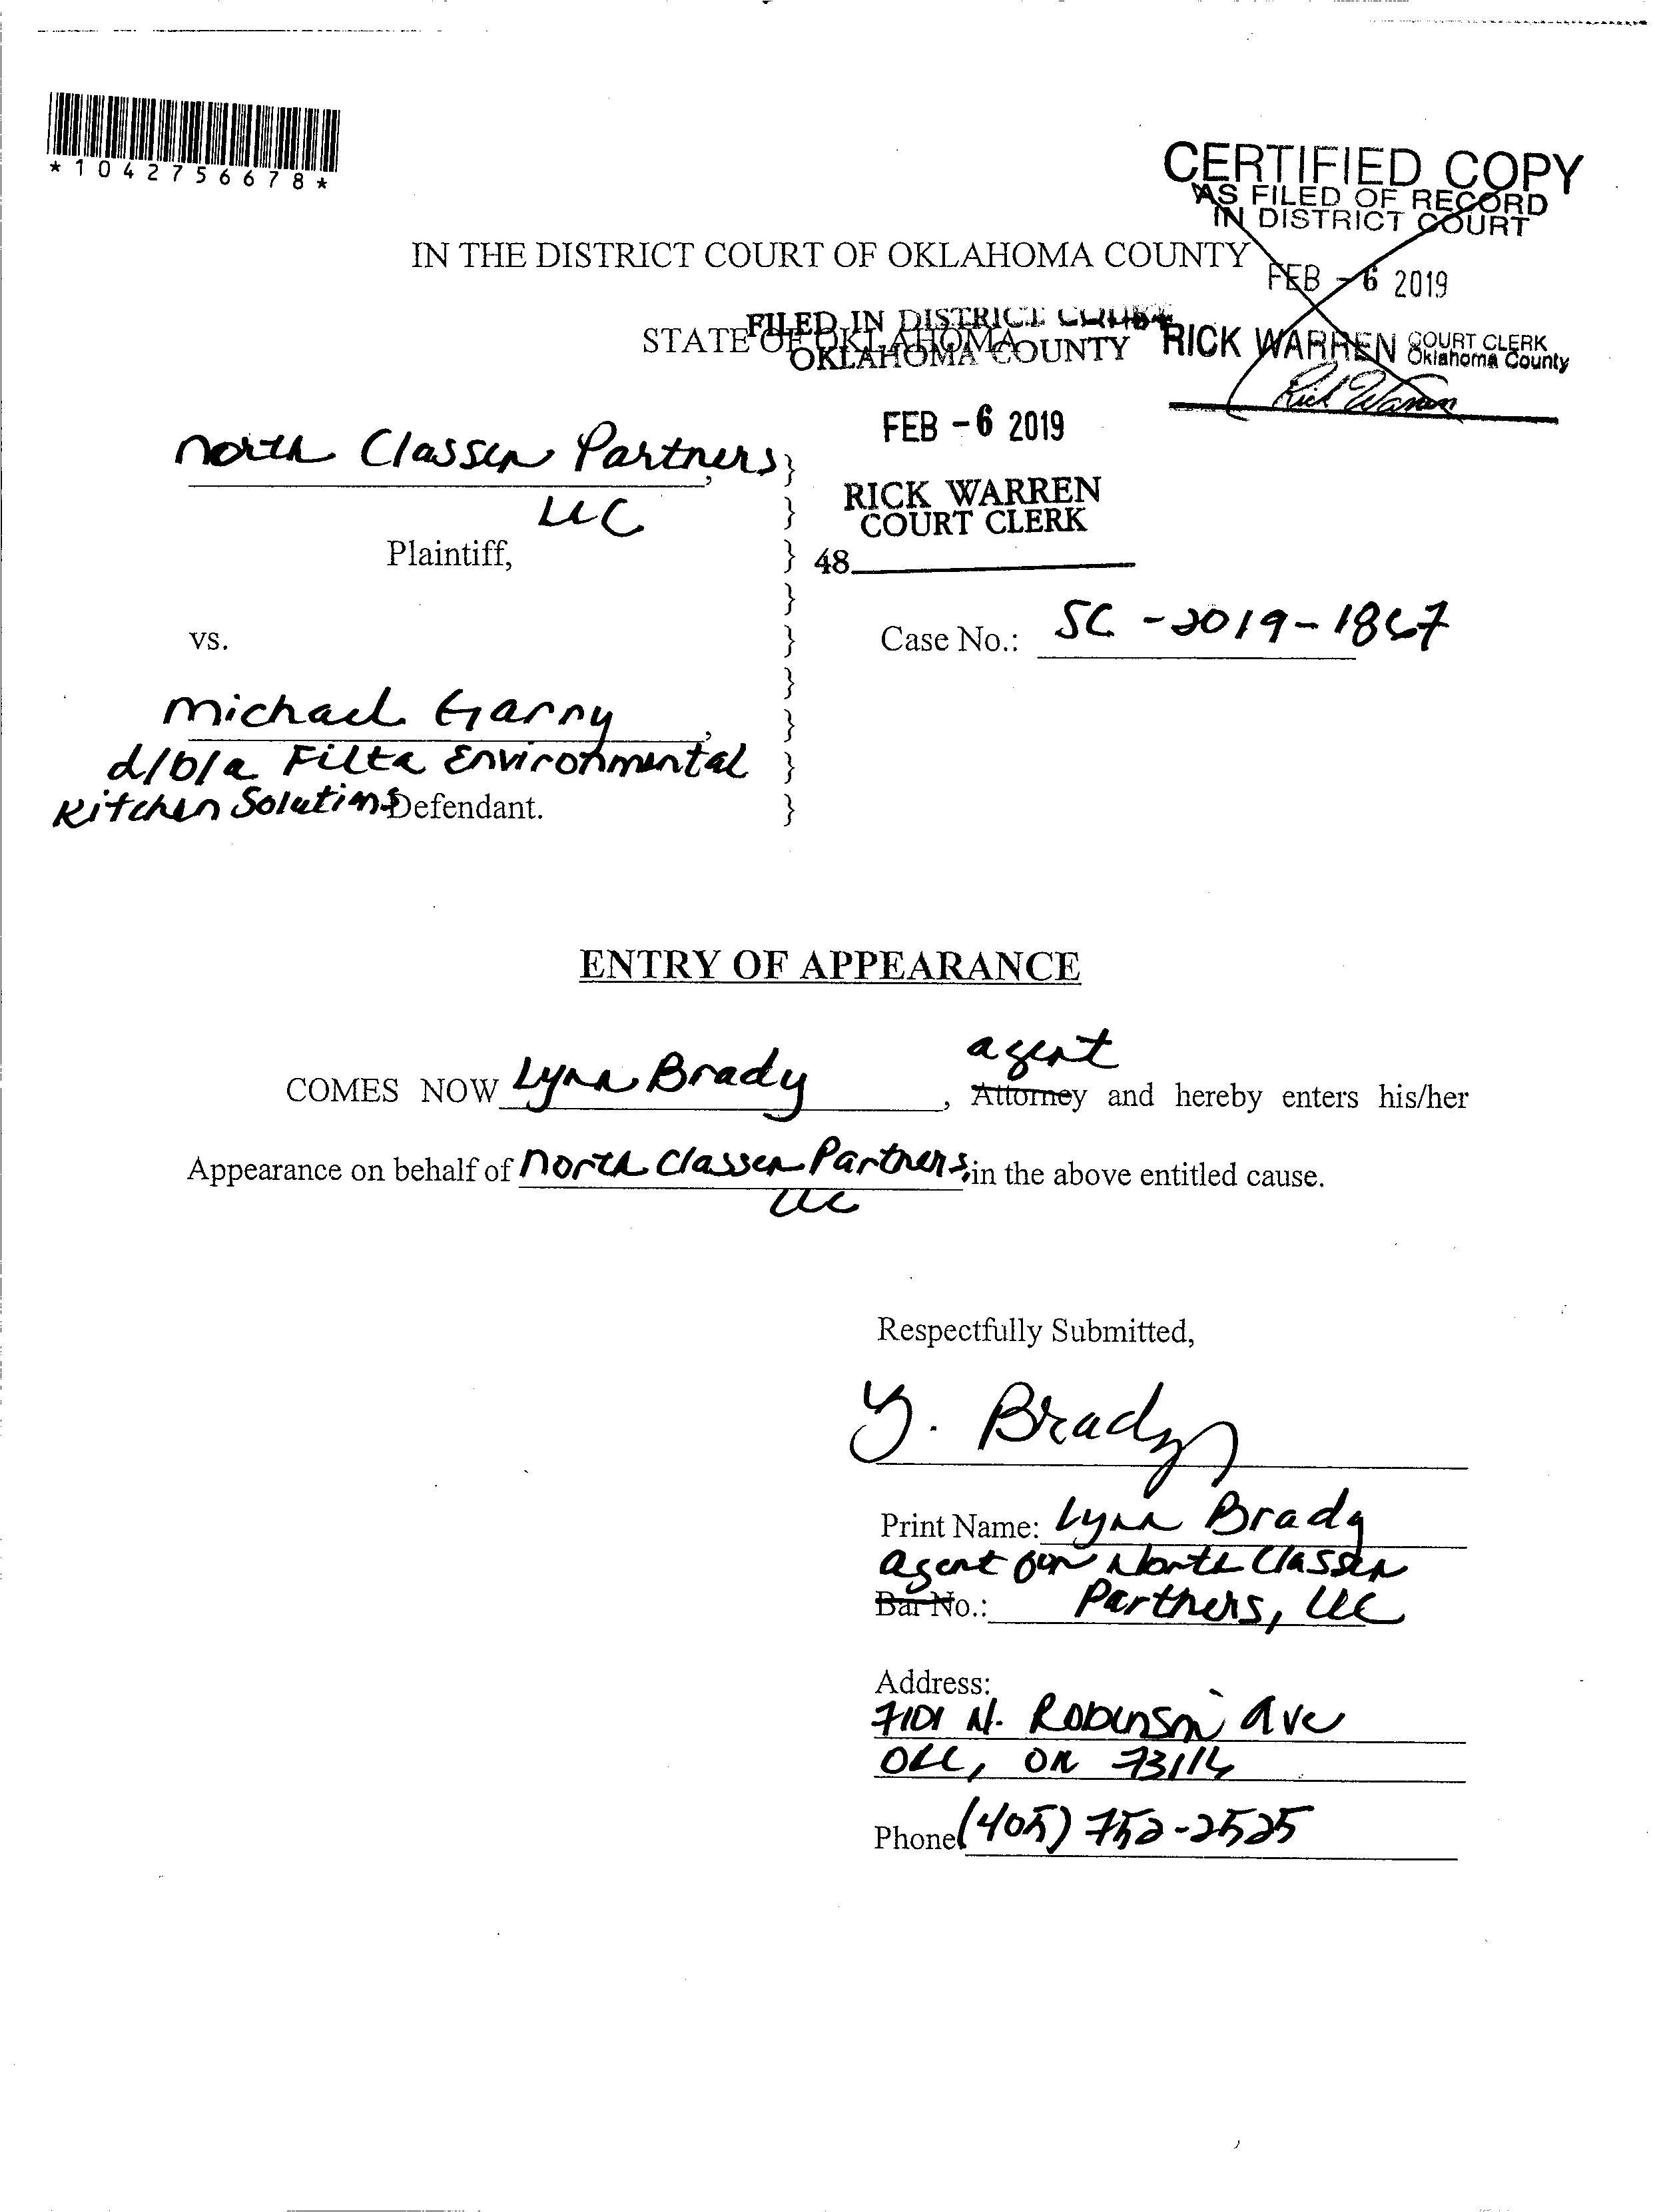 *1042756678*
CERTIFIED COPY
AS FILED OF RECORD
IN DISTRICT COURT
IN THE DISTRICT COURT OF OKLAHOMA COUNTY
FEB - 6 2019
FILED IN DISTRICT COURT
STATE OF OKLAHOMA
OKLAHOMA COUNTY
RICK WARREN COURT CLERK
Oklahoma County
Rick Warren
FEB - 6 2019
North Classen Partners, }
LLC }
RICK WARREN
COURT CLERK
Plaintiff, } 48
}
vs. } Case No.: SC-2019-1867
}
Michael Garny, }
d/b/a Filta Environmental }
Kitchen Solutions Defendant. }
ENTRY OF APPEARANCE
agent
COMES NOW Lynn Brady, Attorney and hereby enters his/her
Appearance on behalf of North Classen Partners, in the above entitled cause.
LLC
Respectfully Submitted,
Y. Brady
Print Name: Lynn Brady
agent for North Classen
Bar No.: Partners, LLC
Address:
7101 N. Robinson Ave
OKC, OK 73116
Phone (405) 752-2525